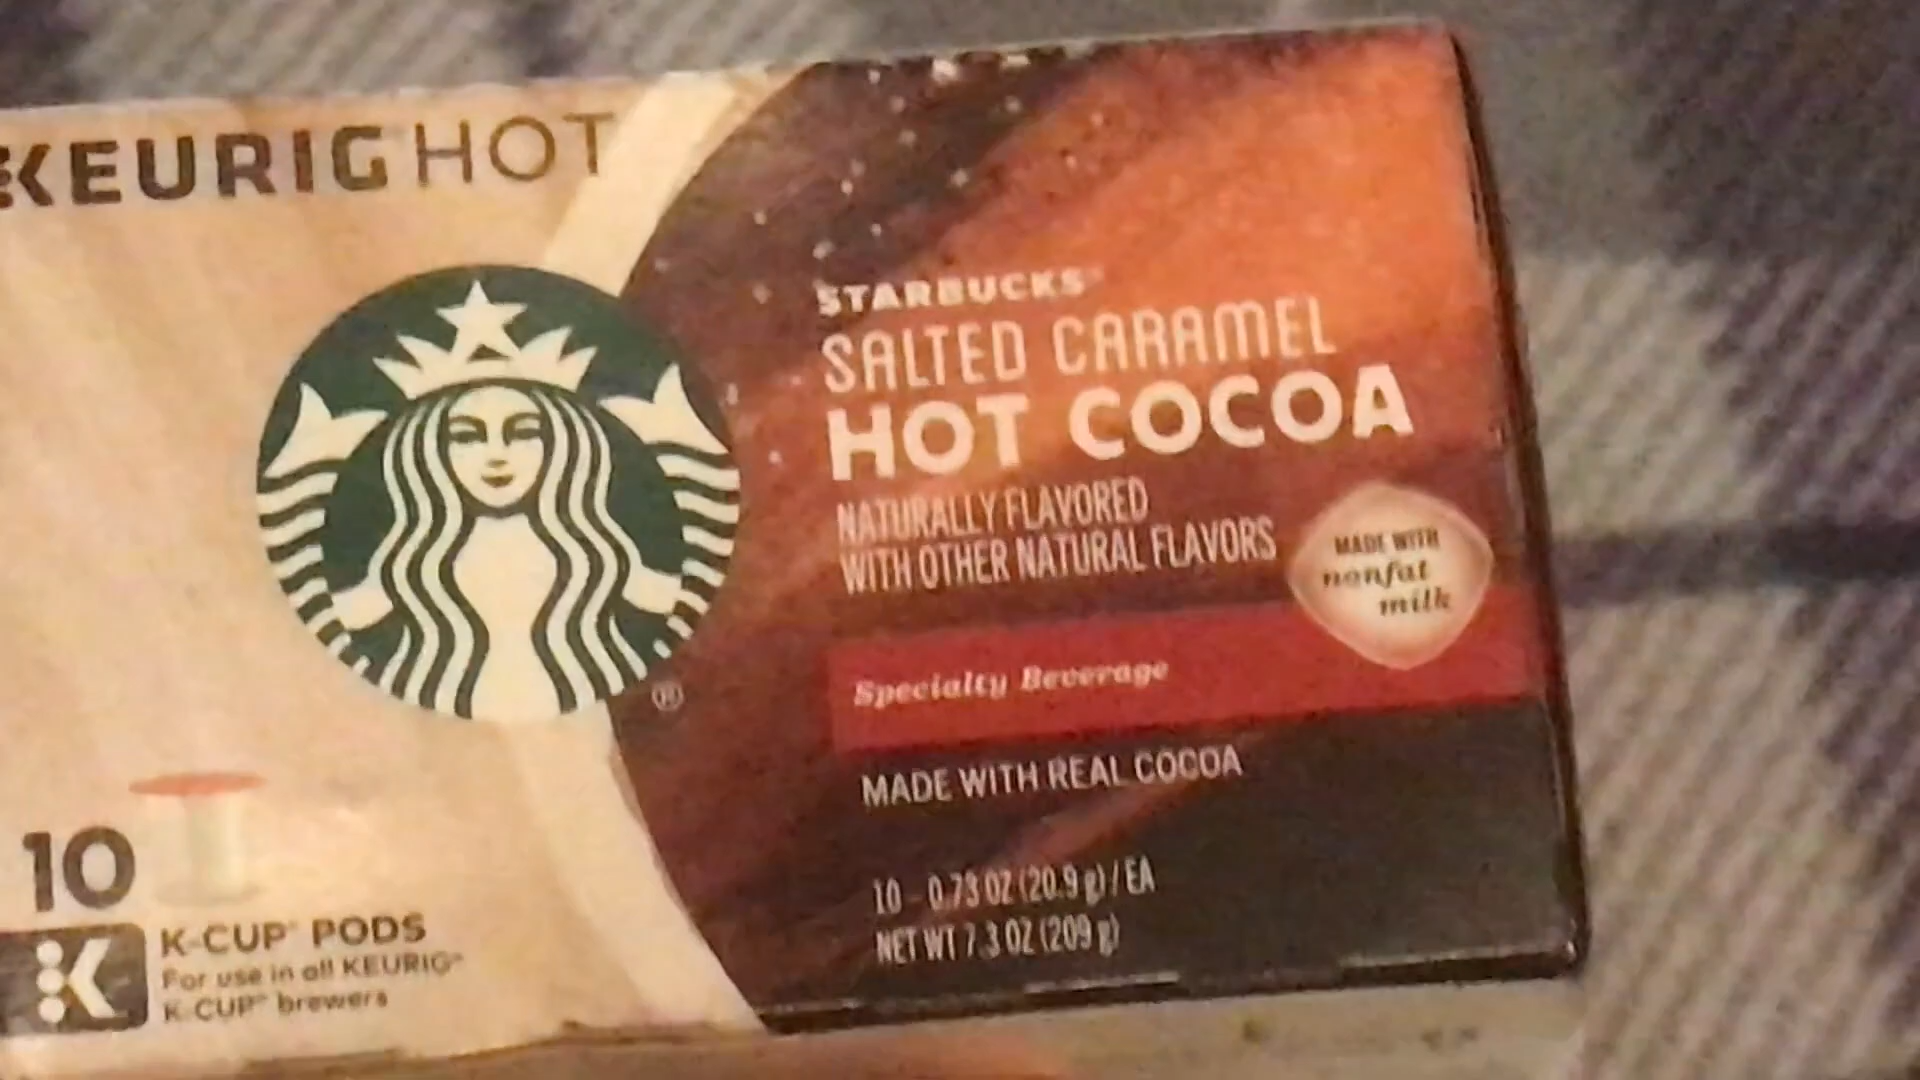 KEURIG HOT
STARBUCKS
SALTED CARAMEL
HOT COCOA
NATURALLY FLAVORED
WITH OTHER NATURAL FLAVORS
MADE WITH
nonfat
milk
Specialty Beverage
®
MADE WITH REAL COCOA
10
10 - 0.73 OZ (20.9 g) / EA
NET WT 7.3 OZ (209 g)
K
K-CUP® PODS
For use in all KEURIG®
K-CUP® brewers